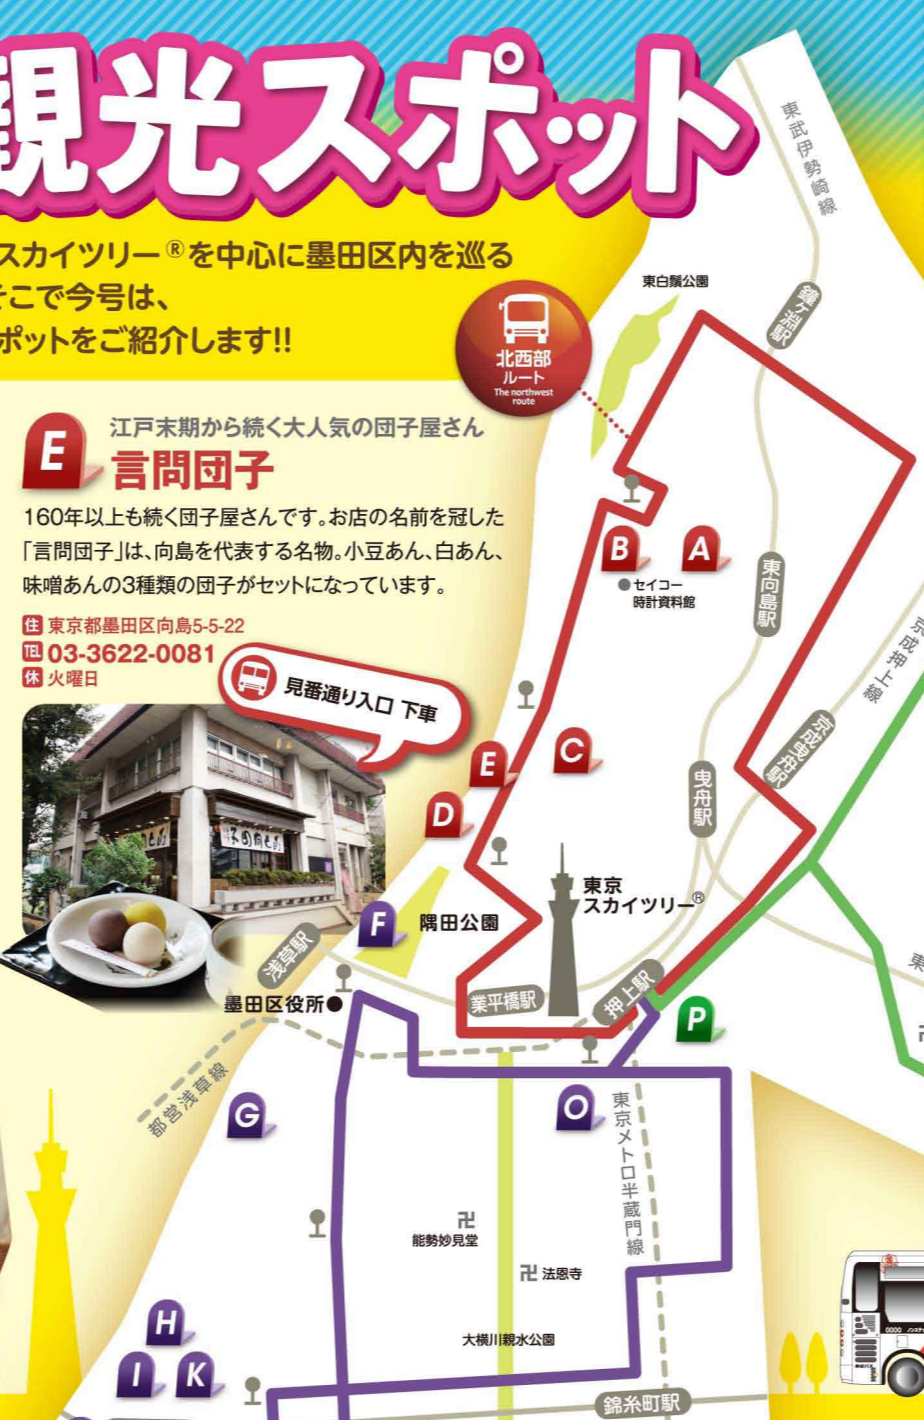 観光スポット
スカイツリー®を中心に墨田区内を巡る
そこで今号は、
ポットをご紹介します!!
北西部
ルート
The northwest
route
E
江戸末期から続く大人気の団子屋さん
言問団子
160年以上も続く団子屋さんです。お店の名前を冠した
「言問団子」は、向島を代表する名物。小豆あん、白あん、
味噌あんの3種類の団子がセットになっています。
住 東京都墨田区向島5-5-22
TEL 03-3622-0081
休 火曜日
見番通り入口 下車
東武伊勢崎線
東白鬚公園
鐘ヶ淵駅
B
A
セイコー
時計資料館
東向島駅
京成押上線
京成曳舟駅
曳舟駅
E
C
D
東京
スカイツリー®
F
隅田公園
浅草駅
墨田区役所
業平橋駅
押上駅
P
都営浅草線
G
O
東京メトロ半蔵門線
卍
能勢妙見堂
卍 法恩寺
大横川親水公園
H
I
K
錦糸町駅
東
0000